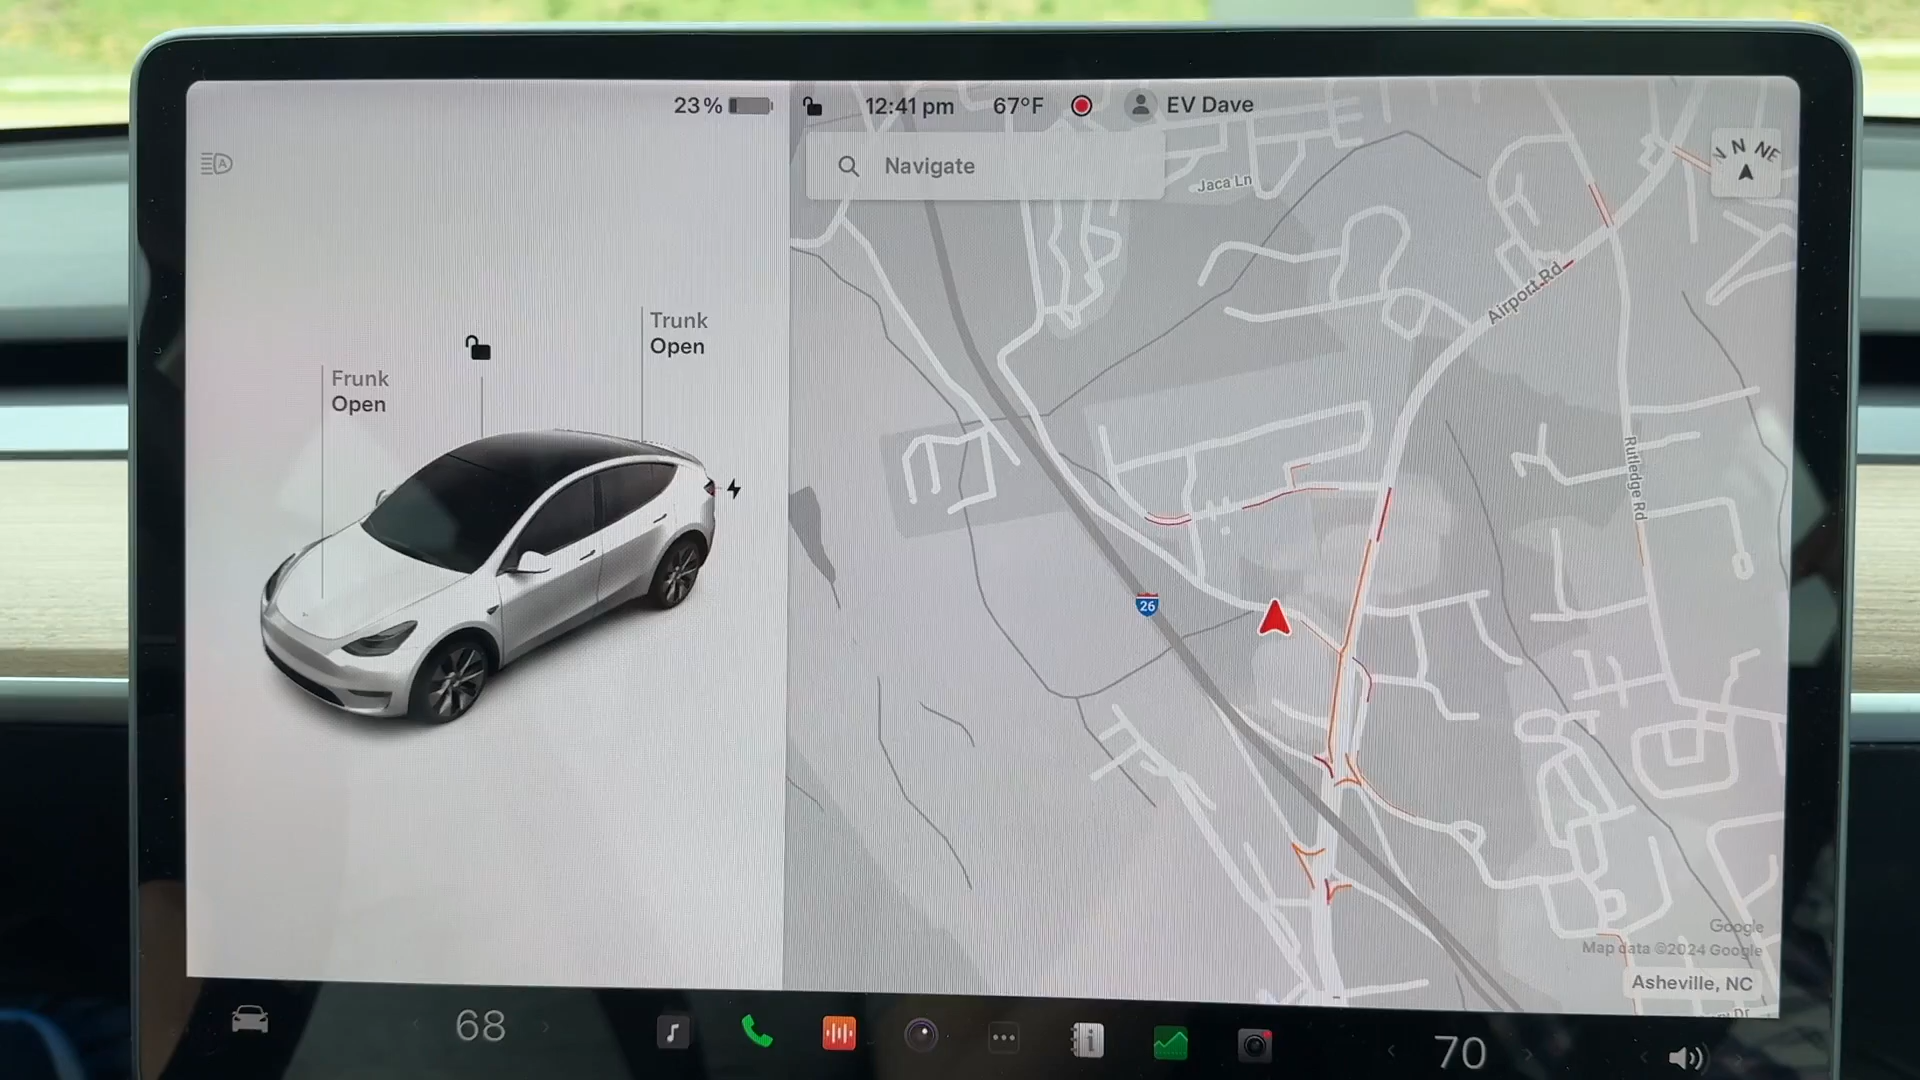 23%
12:41 pm
67°F
EV Dave
Navigate
N N NE
Jaca Ln
Airport Rd
Trunk
Open
Frunk
Open
Rutledge Rd
26
Google
Map data ©2024 Google
Asheville, NC
68
70